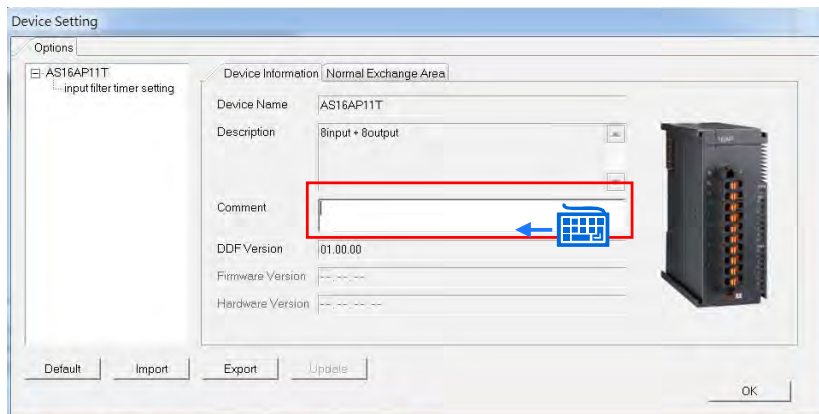 Device Setting
Options
AS16AP11T
input filter timer setting
Device Information Normal Exchange Area
Device Name AS16AP11T
Description 8input + 8output
Comment
DDF Version 01.00.00
Firmware Version --.--.--
Hardware Version --.--.--.--
Default Import Export Update
OK